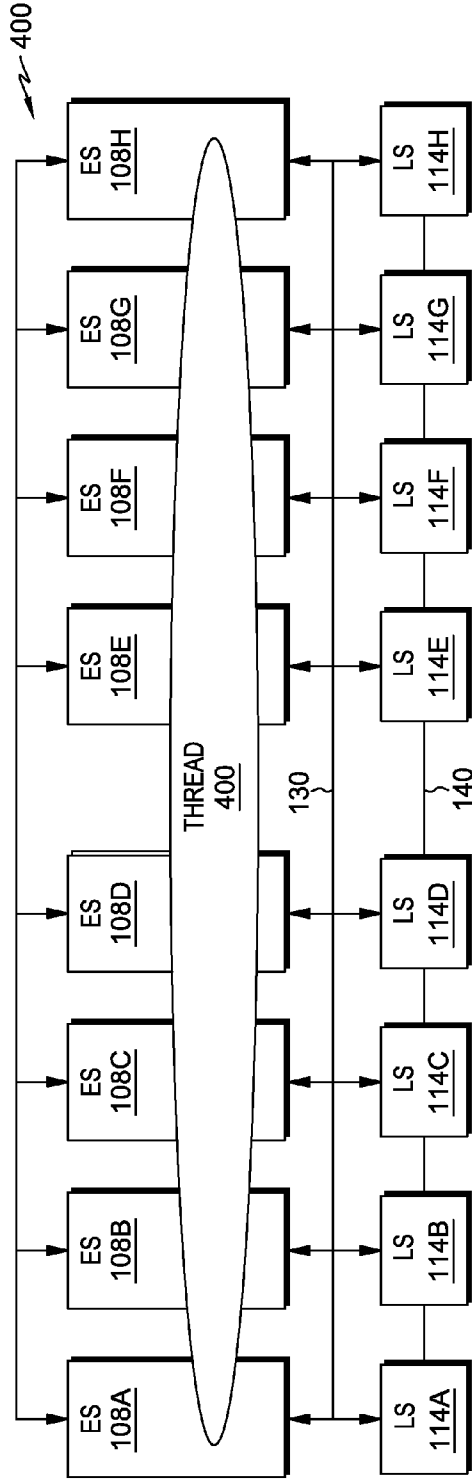 400
ES
108A
ES
108B
ES
108C
ES
108D
ES
108E
ES
108F
ES
108G
ES
108H
THREAD
400
130
LS
114A
LS
114B
LS
114C
LS
114D
140
LS
114E
LS
114F
LS
114G
LS
114H